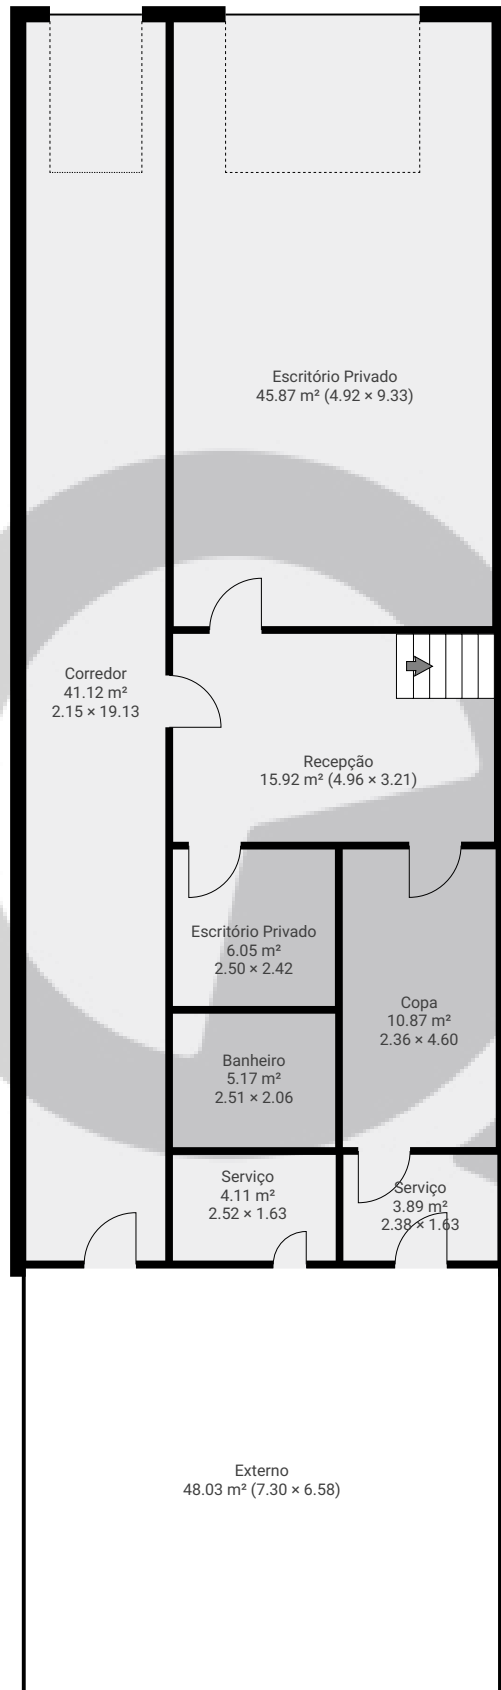 Escritório Privado
45.87 m² (4.92 × 9.33)
Corredor
41.12 m²
2.15 × 19.13
Recepção
15.92 m² (4.96 × 3.21)
Escritório Privado
6.05 m²
2.50 × 2.42
Copa
10.87 m²
2.36 × 4.60
Banheiro
5.17 m²
2.51 × 2.06
Serviço
4.11 m²
2.52 × 1.63
Serviço
3.89 m²
2.38 × 1.63
Externo
48.03 m² (7.30 × 6.58)